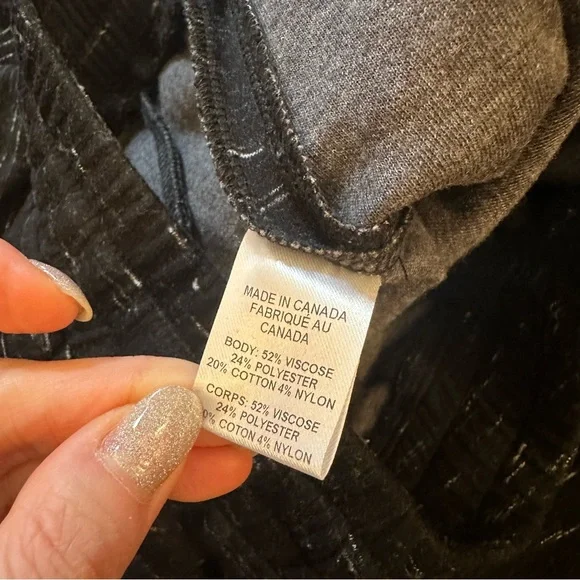 MADE IN CANADA
FABRIQUÉ AU
CANADA
BODY: 52% VISCOSE
24% POLYESTER
20% COTTON 4% NYLON
CORPS: 52% VISCOSE
24% POLYESTER
0% COTON 4% NYLON